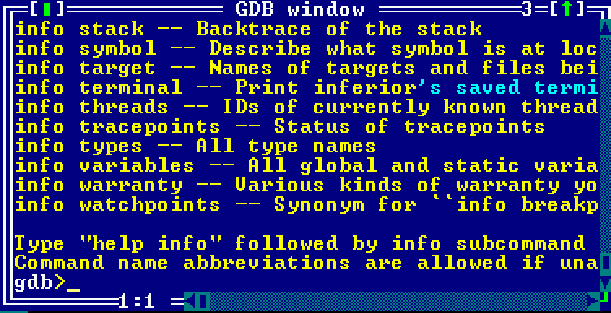 [▮] GDB window 3=[↑]
info stack -- Backtrace of the stack
info symbol -- Describe what symbol is at loc
info target -- Names of targets and files bei
info terminal -- Print inferior's saved termi
info threads -- IDs of currently known thread
info tracepoints -- Status of tracepoints
info types -- All type names
info variables -- All global and static varia
info warranty -- Various kinds of warranty yo
info watchpoints -- Synonym for ``info breakp
Type "help info" followed by info subcommand
Command name abbreviations are allowed if una
gdb>_
1:1